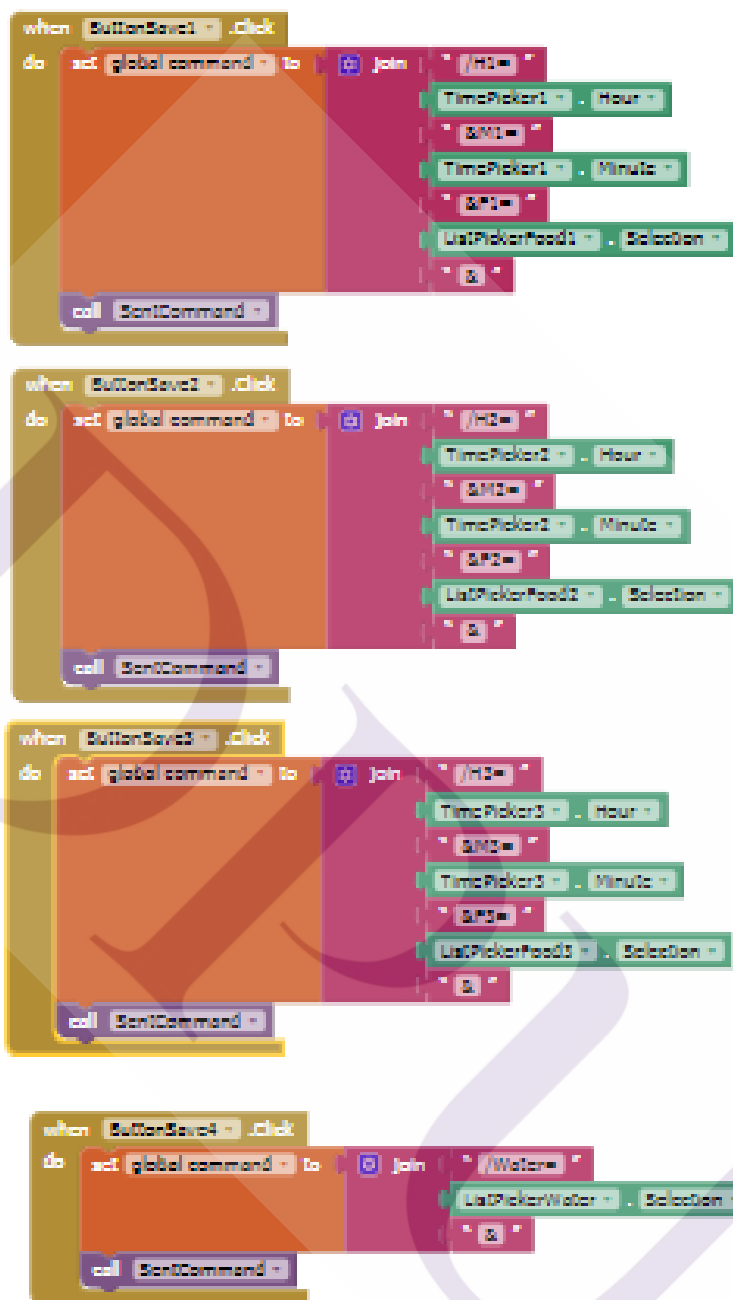 when ButtonSave1 .Click
do set global command to join " /H1= "
TimePicker1 . Hour
" &M1= "
TimePicker1 . Minute
" &F1= "
ListPickerFood1 . Selection
" & "
call SentCommand
when ButtonSave2 .Click
do set global command to join " /H2= "
TimePicker2 . Hour
" &M2= "
TimePicker2 . Minute
" &F2= "
ListPickerFood2 . Selection
" & "
call SentCommand
when ButtonSave3 .Click
do set global command to join " /H3= "
TimePicker3 . Hour
" &M3= "
TimePicker3 . Minute
" &F3= "
ListPickerFood3 . Selection
" & "
call SentCommand
when ButtonSave4 .Click
do set global command to join " /Water= "
ListPickerWater . Selection
" & "
call SentCommand